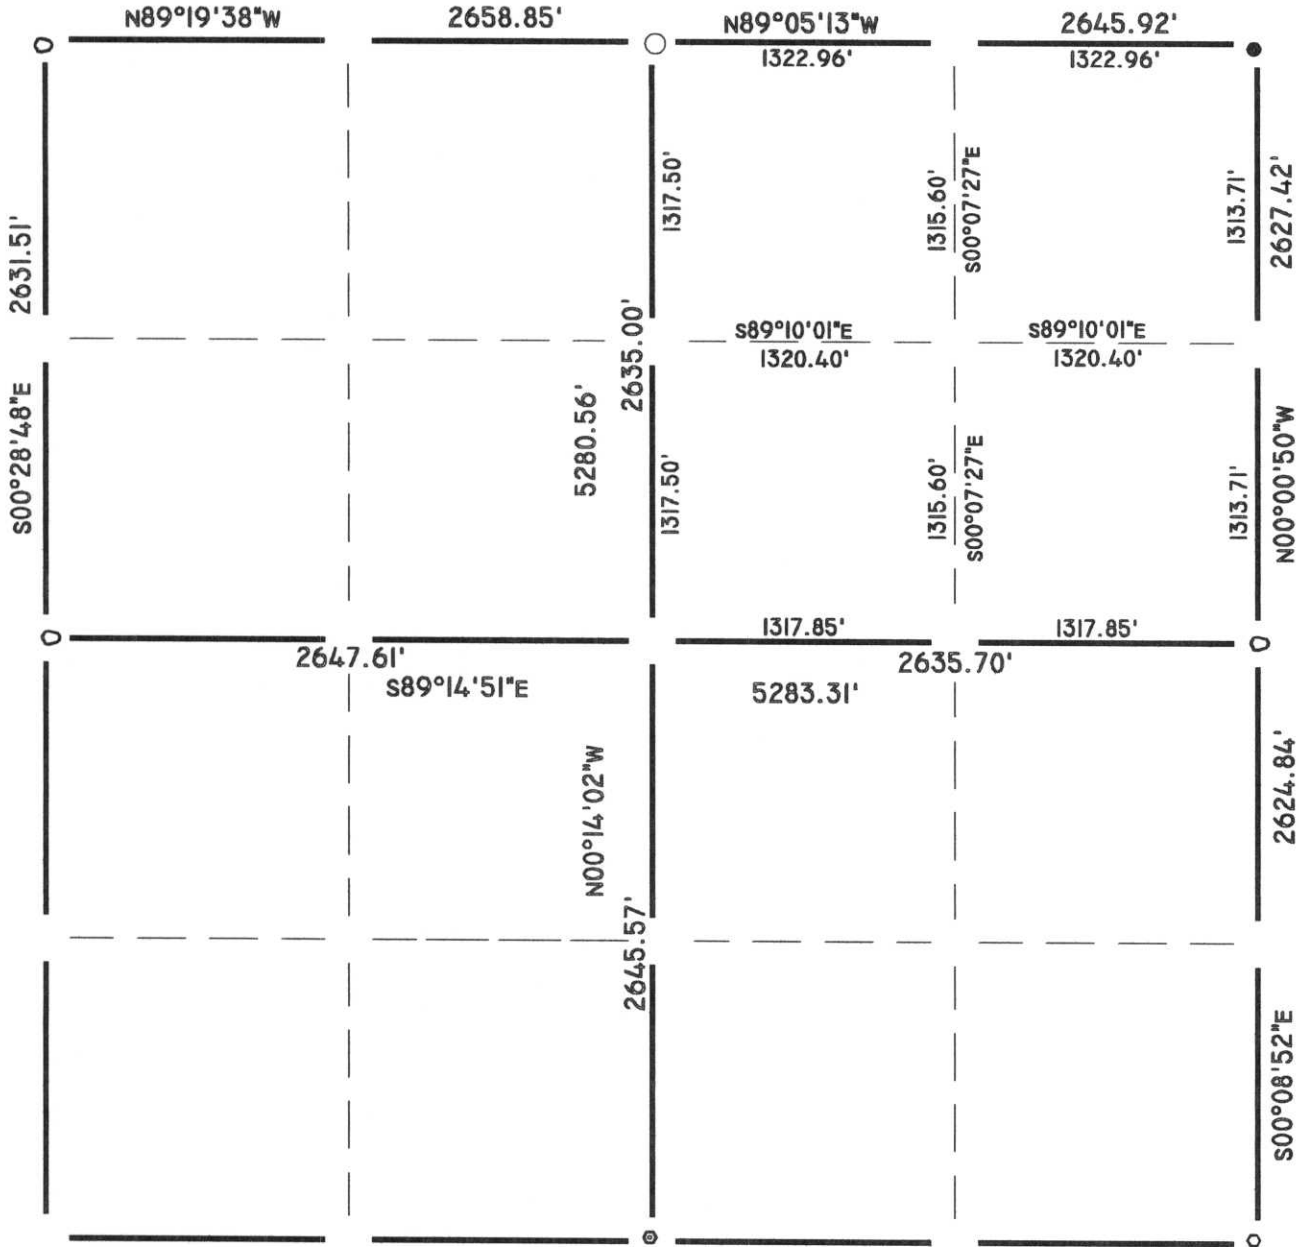 N89°19'38"W
2658.85'
N89°05'13"W
2645.92'
1322.96'
1322.96'
2631.51'
1317.50'
1315.60'
S00°07'27"E
1313.71'
2627.42'
2635.00'
S89°10'01"E
1320.40'
S89°10'01"E
1320.40'
S00°28'48"E
5280.56'
1317.50'
1315.60'
S00°07'27"E
1313.71'
N00°00'50"W
1317.85'
1317.85'
2647.61'
2635.70'
S89°14'51"E
5283.31'
N00°14'02"W
2624.84'
2645.57'
S00°08'52"E